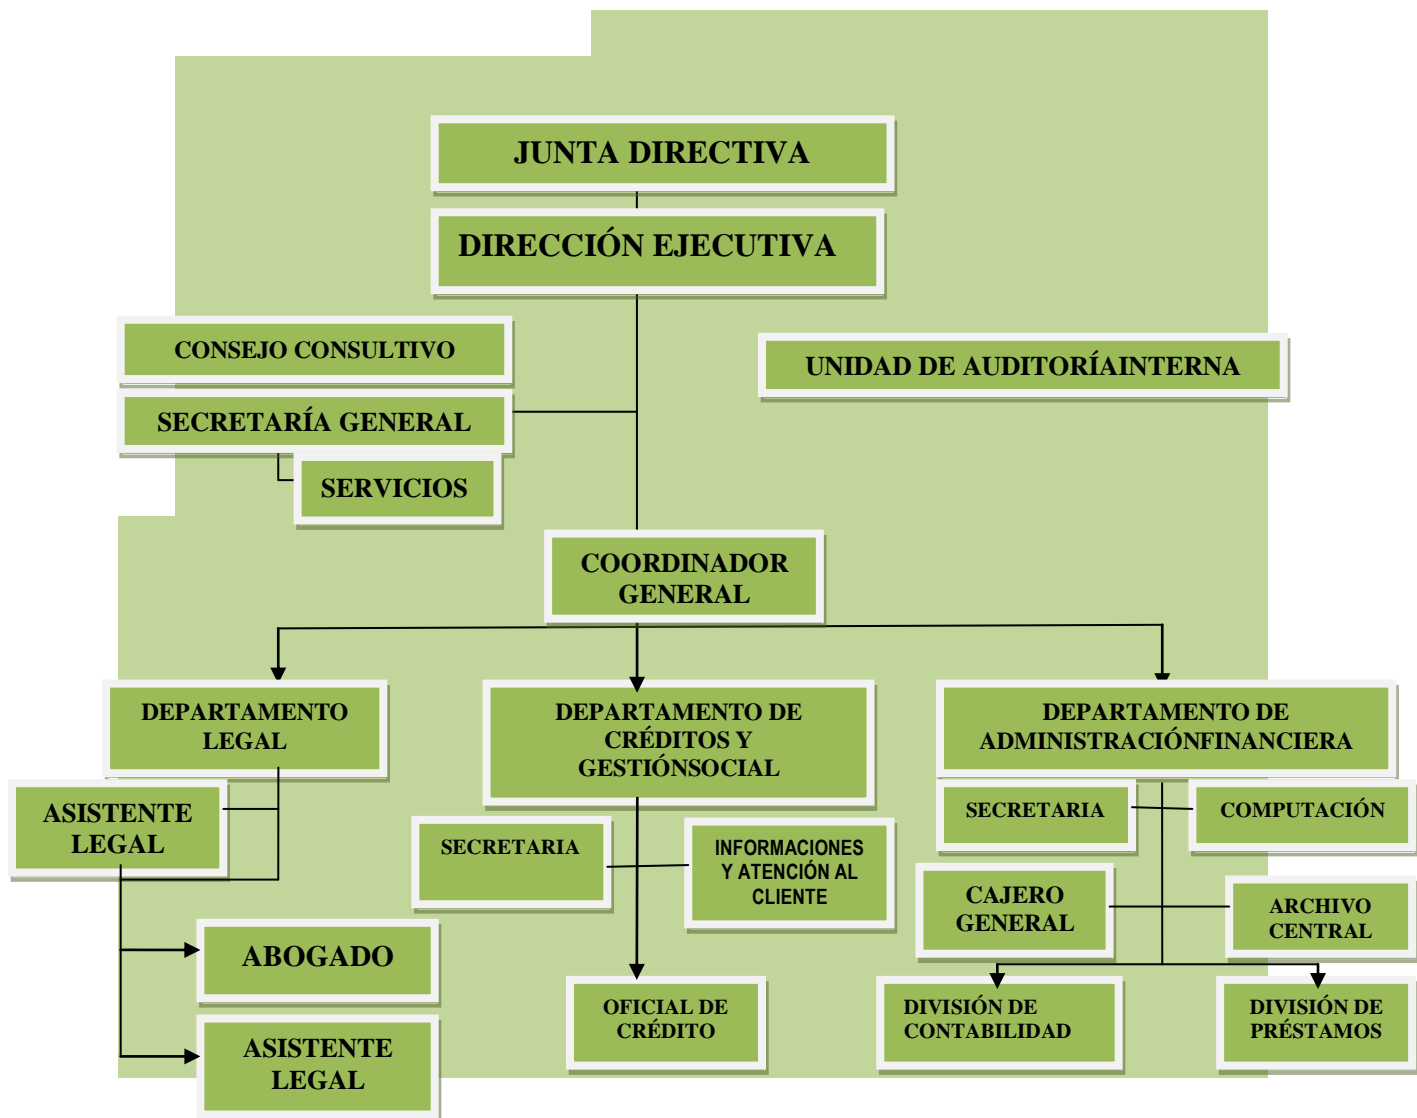 JUNTA DIRECTIVA
DIRECCIÓN EJECUTIVA
CONSEJO CONSULTIVO
UNIDAD DE AUDITORÍAINTERNA
SECRETARÍA GENERAL
SERVICIOS
COORDINADOR
GENERAL
DEPARTAMENTO
LEGAL
DEPARTAMENTO DE
CRÉDITOS Y
GESTIÓNSOCIAL
DEPARTAMENTO DE
ADMINISTRACIÓNFINANCIERA
ASISTENTE
LEGAL
SECRETARIA
INFORMACIONES
Y ATENCIÓN AL
CLIENTE
SECRETARIA
COMPUTACIÓN
CAJERO
GENERAL
ARCHIVO
CENTRAL
ABOGADO
ASISTENTE
LEGAL
OFICIAL DE
CRÉDITO
DIVISIÓN DE
CONTABILIDAD
DIVISIÓN DE
PRÉSTAMOS